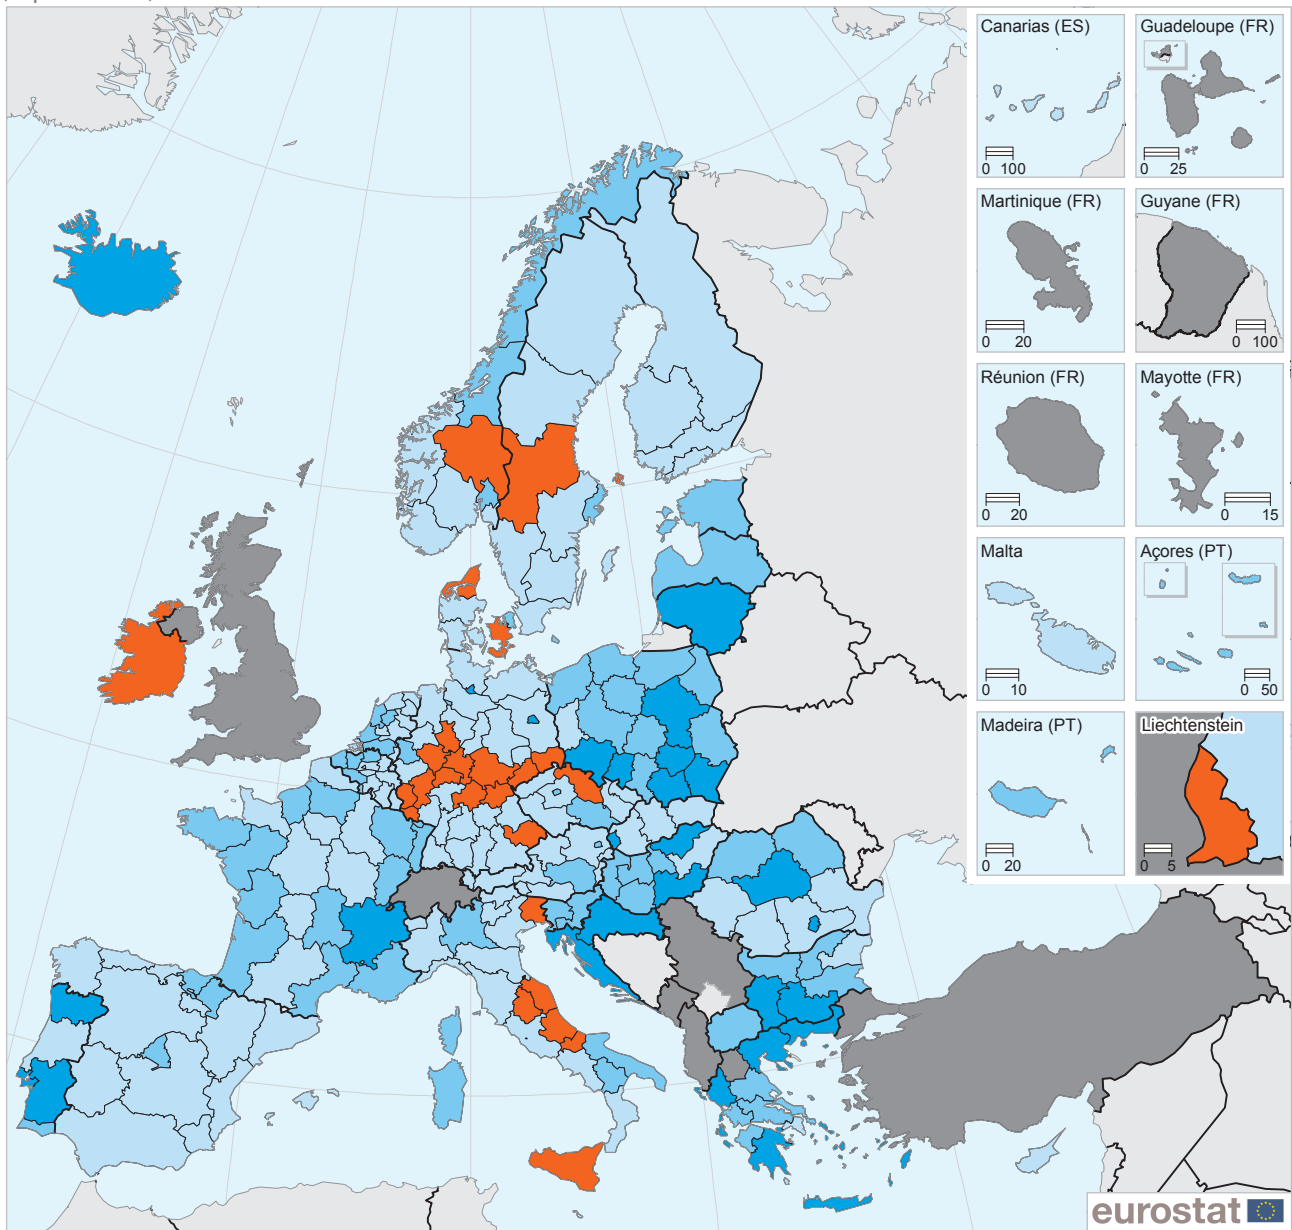 Canarias (ES)
0 100
Guadeloupe (FR)
0 25
Martinique (FR)
0 20
Guyane (FR)
0 100
Réunion (FR)
0 20
Mayotte (FR)
0 15
Malta
0 10
Açores (PT)
0 50
Madeira (PT)
0 20
Liechtenstein
0 5
eurostat